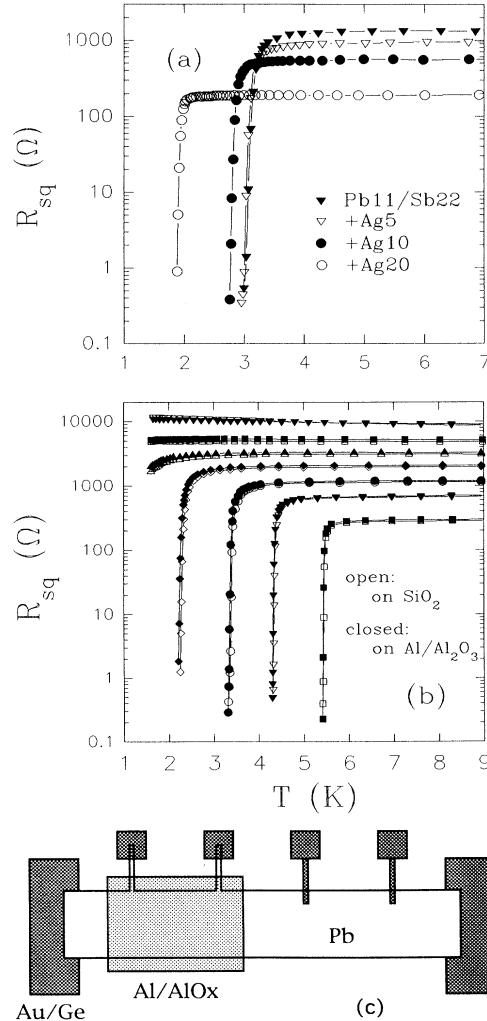 1000
(a)
100
R_sq (Ω)
10
Pb11/Sb22
+Ag5
+Ag10
+Ag20
1
0.1
1 2 3 4 5 6 7
10000
1000
R_sq (Ω)
100
open:
on SiO₂
10
closed:
on Al/Al₂O₃
1
(b)
0.1
2 3 4 5 6 7 8 9
T (K)
Pb
Al/AlOx
Au/Ge
(c)